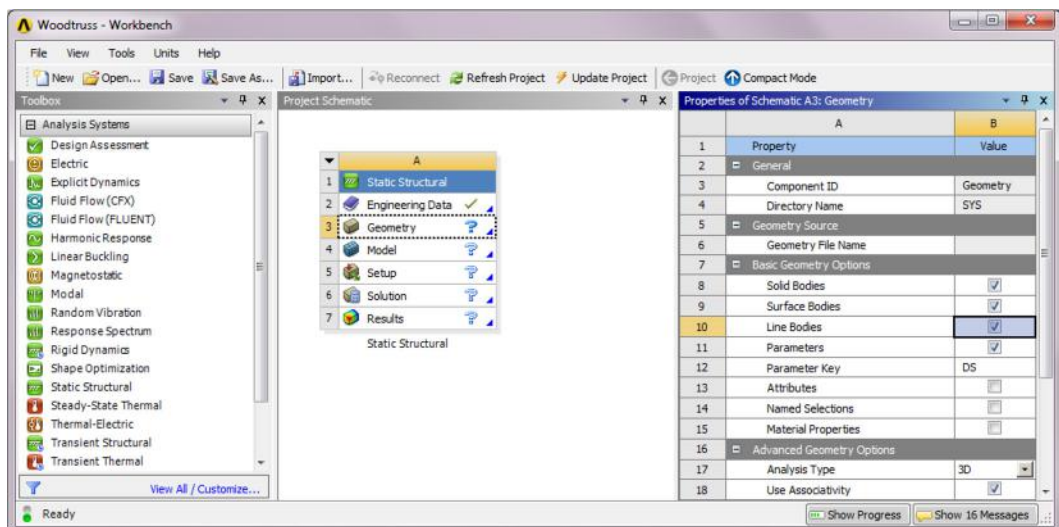 Woodtruss - Workbench
File View Tools Units Help
New Open... Save Save As... Import... Reconnect Refresh Project Update Project Project Compact Mode
Toolbox
Analysis Systems
Design Assessment
Electric
Explicit Dynamics
Fluid Flow (CFX)
Fluid Flow (FLUENT)
Harmonic Response
Linear Buckling
Magnetostatic
Modal
Random Vibration
Response Spectrum
Rigid Dynamics
Shape Optimization
Static Structural
Steady-State Thermal
Thermal-Electric
Transient Structural
Transient Thermal
View All / Customize...
Project Schematic
A
1 Static Structural
2 Engineering Data
3 Geometry ?
4 Model ?
5 Setup ?
6 Solution ?
7 Results ?
Static Structural
Properties of Schematic A3: Geometry
A B
1 Property Value
2 General
3 Component ID Geometry
4 Directory Name SYS
5 Geometry Source
6 Geometry File Name
7 Basic Geometry Options
8 Solid Bodies
9 Surface Bodies
10 Line Bodies
11 Parameters
12 Parameter Key DS
13 Attributes
14 Named Selections
15 Material Properties
16 Advanced Geometry Options
17 Analysis Type 3D
18 Use Associativity
Ready Show Progress Show 16 Messages